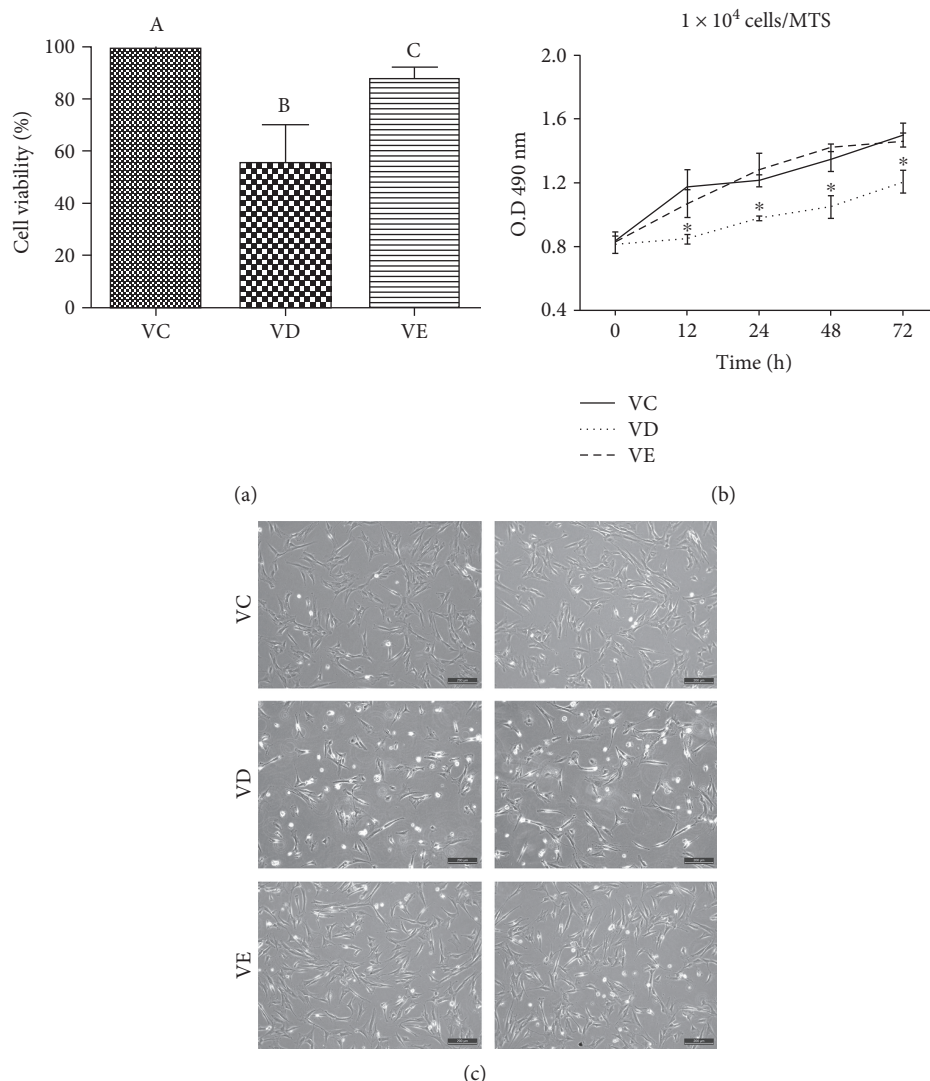 A
B
C
100
80
60
40
20
0
Cell viability (%)
VC
VD
VE
(a)
1 × 10⁴ cells/MTS
2.0
1.6
1.2
0.8
0.4
O.D 490 nm
* * * *
0 12 24 48 72
Time (h)
VC
VD
VE
(b)
VC
VD
VE
(c)